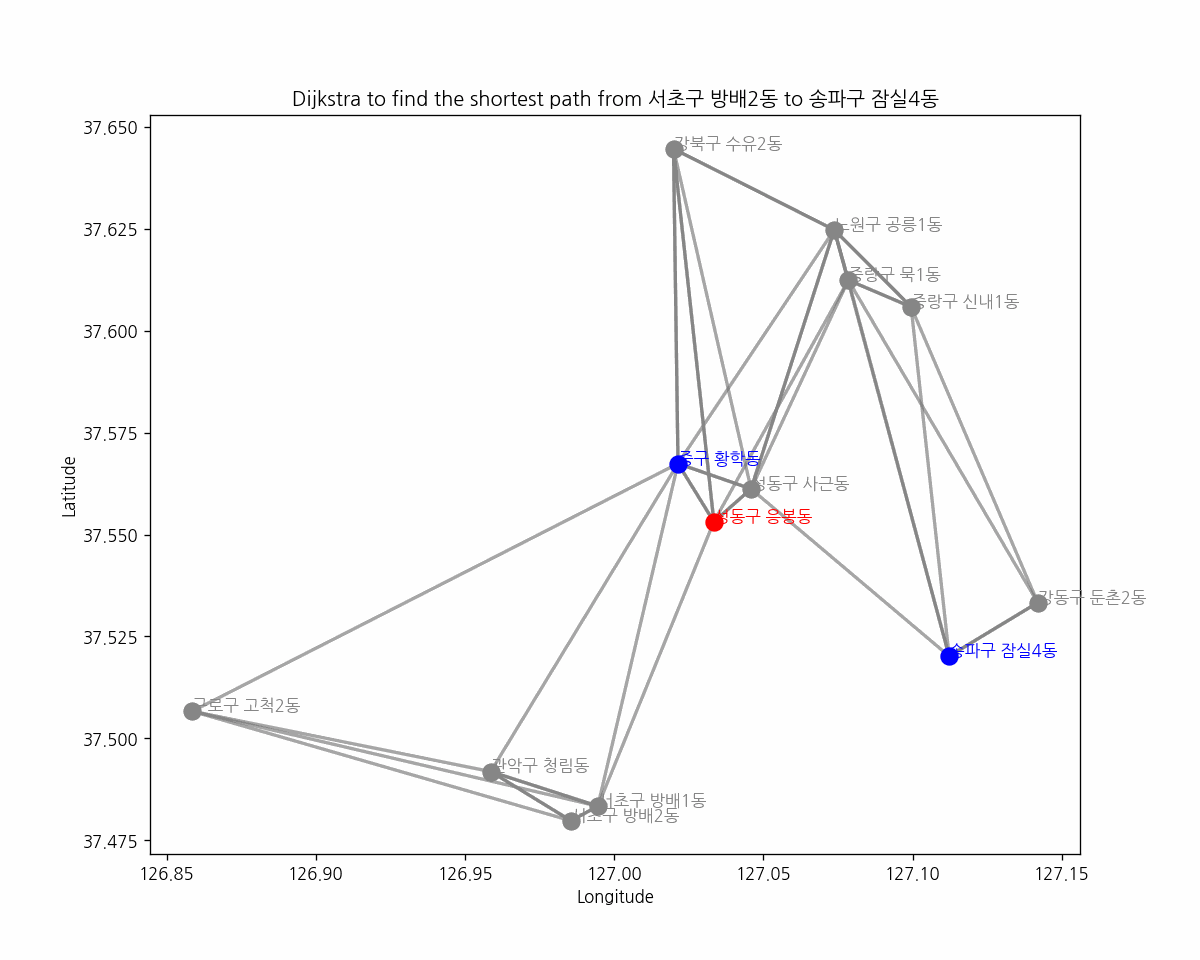 Dijkstra to find the shortest path from 서초구 방배2동 to 송파구 잠실4동
37.650
강북구 수유2동
37.625
노원구 공릉1동
중랑구 묵1동
중랑구 신내1동
37.600
37.575
중구 황학동
성동구 사근동
37.550
성동구 응봉동
강동구 둔촌2동
37.525
송파구 잠실4동
구로구 고척2동
37.500
관악구 청림동
서초구 방배1동
서초구 방배2동
37.475
Latitude
126.85
126.90
126.95
127.00
127.05
127.10
127.15
Longitude